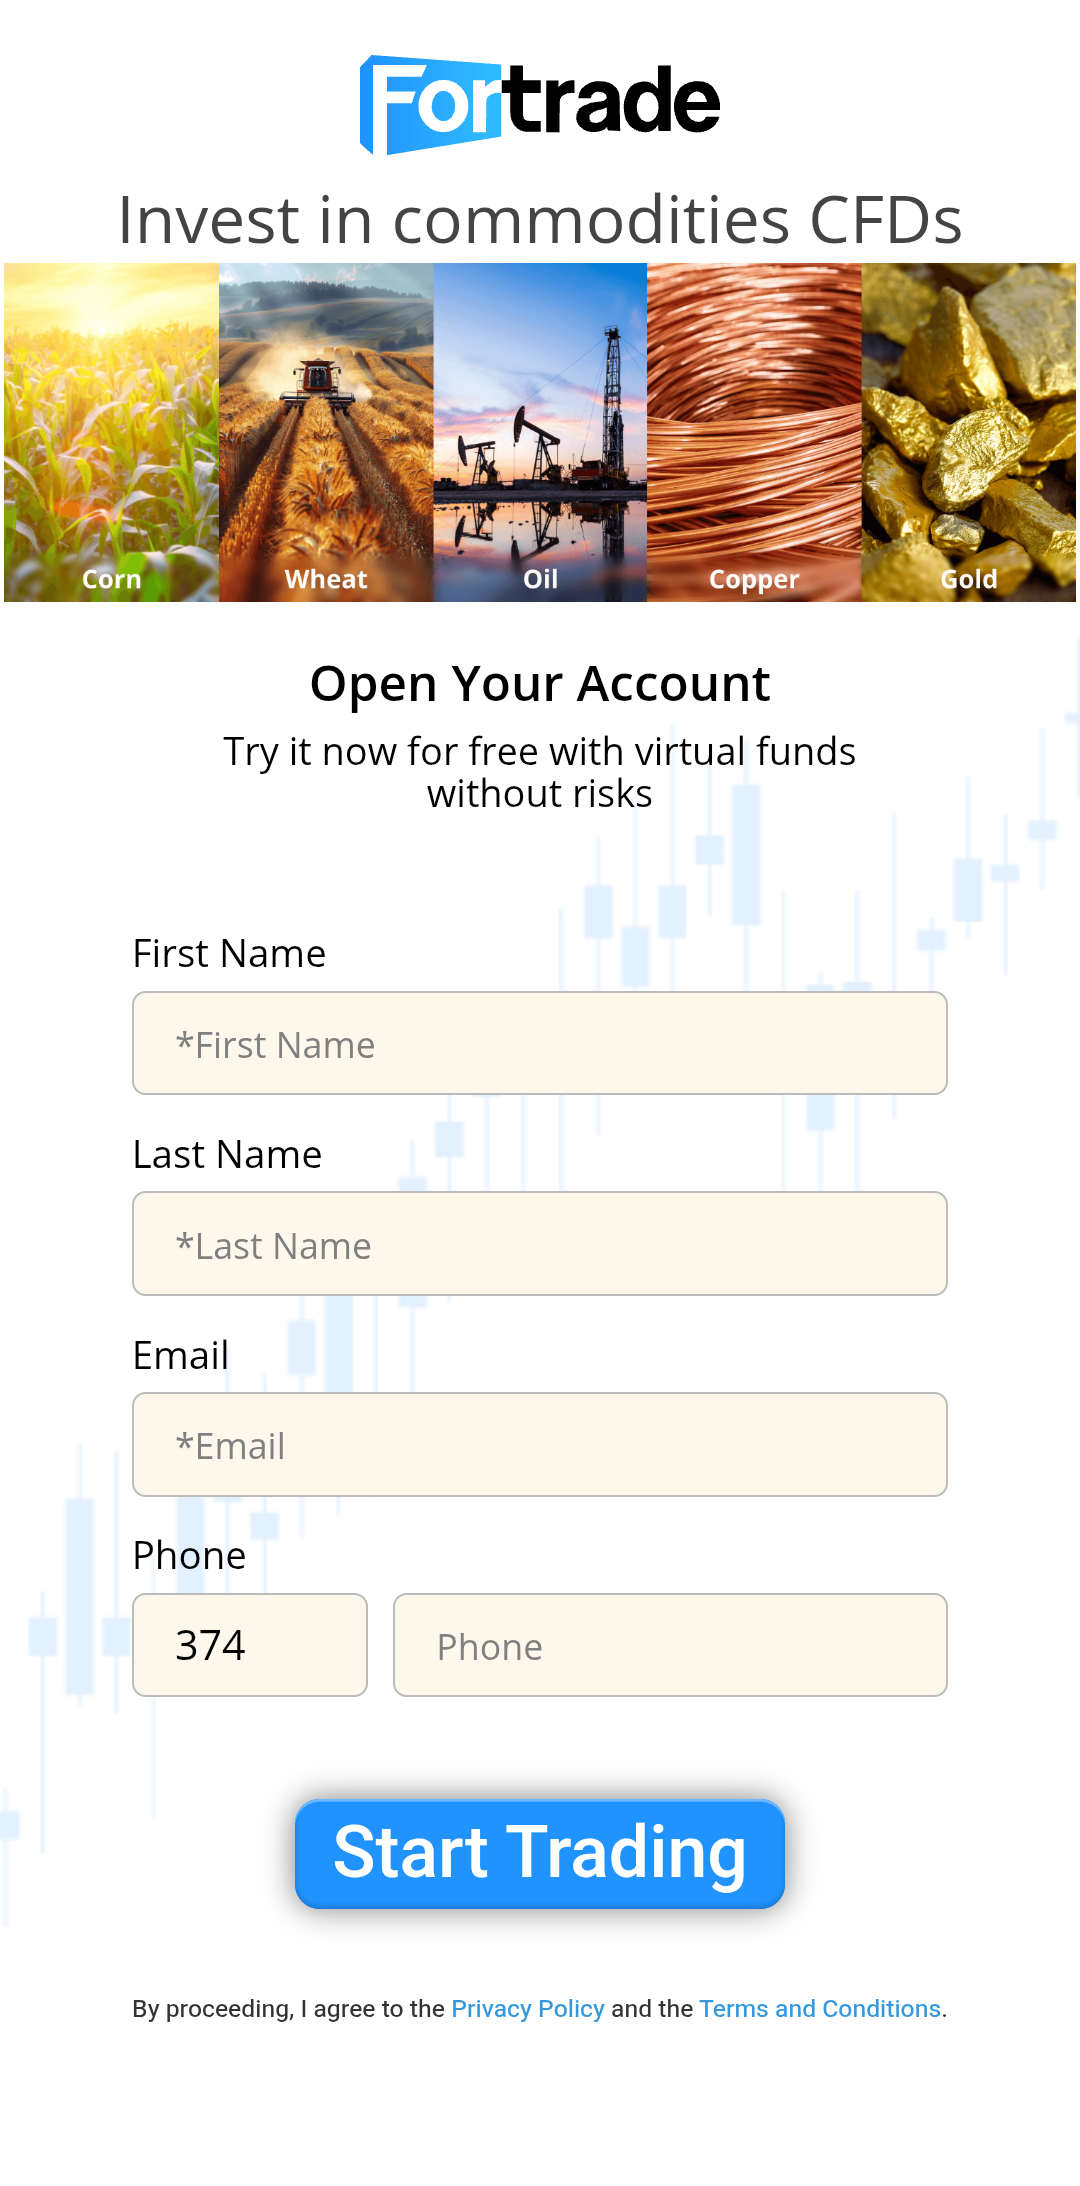 Fortrade
Invest in commodities CFDs
Corn
Wheat
Oil
Copper
Gold
Open Your Account
Try it now for free with virtual funds
without risks
First Name
*First Name
Last Name
*Last Name
Email
*Email
Phone
374
Phone
Start Trading
By proceeding, I agree to the Privacy Policy and the Terms and Conditions.